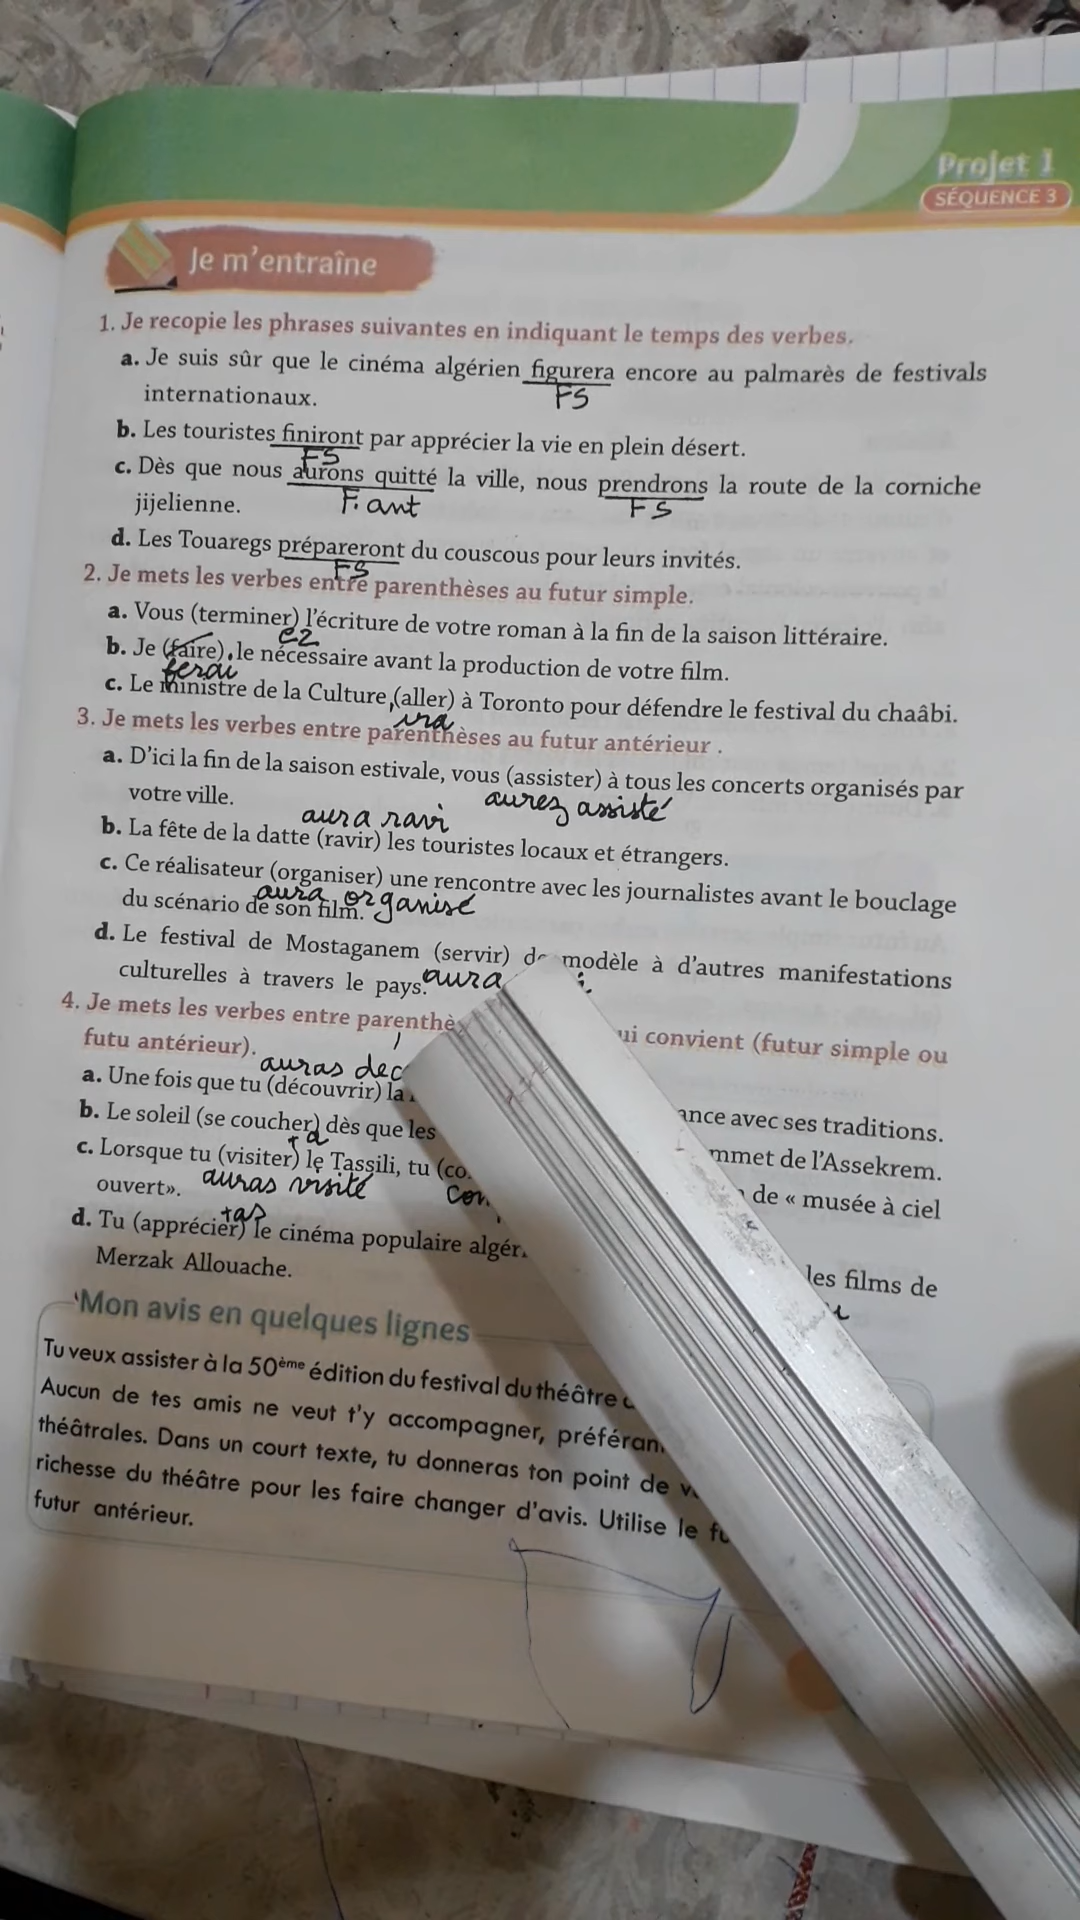 Projet 1
SÉQUENCE 3
Je m'entraîne
1. Je recopie les phrases suivantes en indiquant le temps des verbes.
a. Je suis sûr que le cinéma algérien figurera encore au palmarès de festivals
FS
internationaux.
b. Les touristes finiront par apprécier la vie en plein désert.
FS
c. Dès que nous aurons quitté la ville, nous prendrons la route de la corniche
F. ant FS
jijelienne.
d. Les Touaregs prépareront du couscous pour leurs invités.
FS
2. Je mets les verbes entre parenthèses au futur simple.
a. Vous (terminer) l'écriture de votre roman à la fin de la saison littéraire.
ez
b. Je (faire) le nécessaire avant la production de votre film.
ferai
c. Le ministre de la Culture (aller) à Toronto pour défendre le festival du chaâbi.
ira
3. Je mets les verbes entre parenthèses au futur antérieur .
a. D'ici la fin de la saison estivale, vous (assister) à tous les concerts organisés par
aurez assisté
votre ville.
aura ravi
b. La fête de la datte (ravir) les touristes locaux et étrangers.
c. Ce réalisateur (organiser) une rencontre avec les journalistes avant le bouclage
aura organisé
du scénario de son film.
d. Le festival de Mostaganem (servir) modèle à d'autres manifestations
culturelles à travers le pays. aura
4. Je mets les verbes entre convient (futur simple ou
futu antérieur).
auras
a. Une fois que tu (découvrir) avec ses traditions.
b. Le soleil (se coucher) dès que les de l'Assekrem.
ra
c. Lorsque tu (visiter) le Tassili, tu de « musée à ciel
auras visité
ouvert».
ras
d. Tu (apprécier) le cinéma populaire les films de
Merzak Allouache.
Mon avis en quelques lignes
Tu veux assister à la 50ème édition du festival du théâtre
Aucun de tes amis ne veut t'y accompagner,
théâtrales. Dans un court texte, tu donneras ton point de
richesse du théâtre pour les faire changer d'avis. Utilise le
futur antérieur.